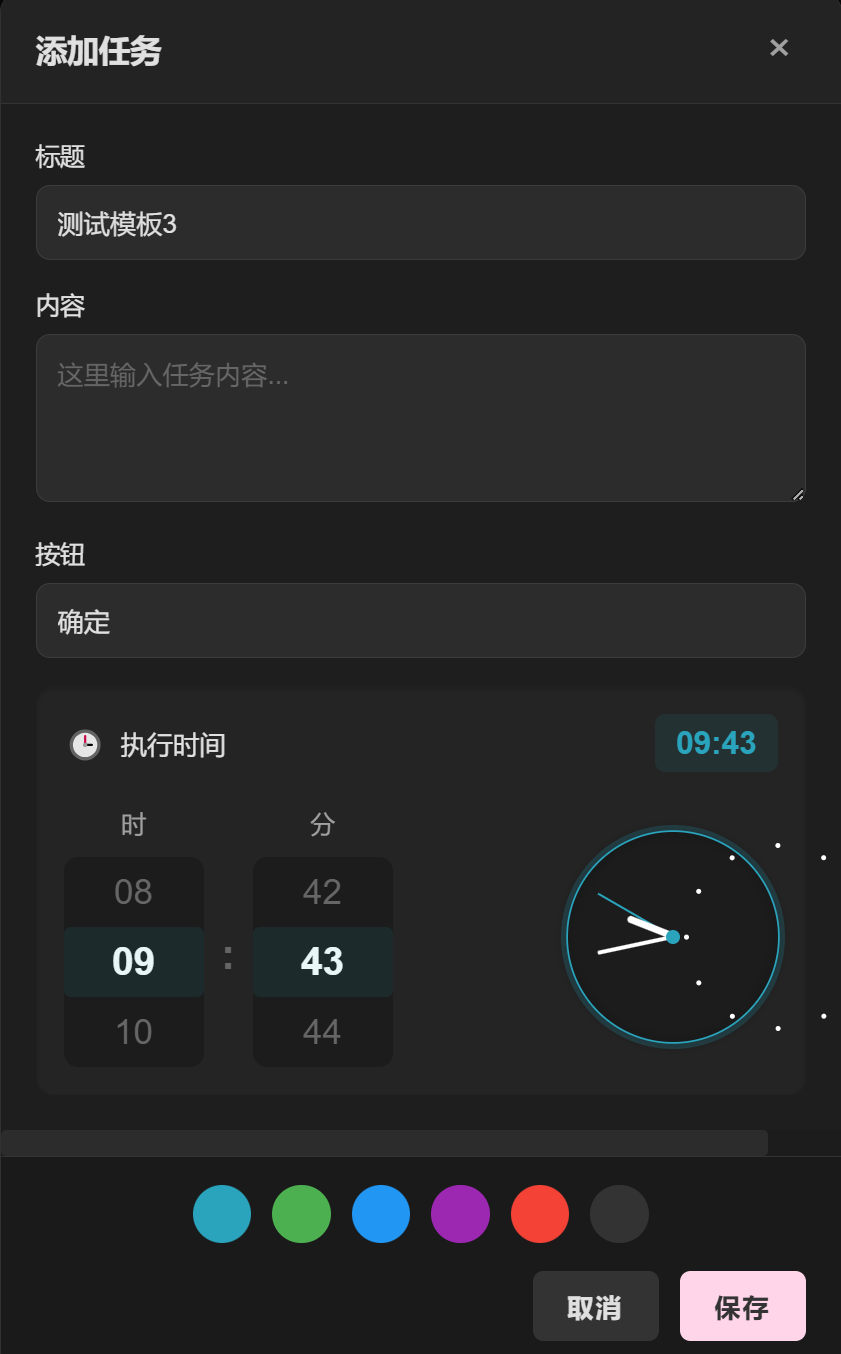 添加任务 ✕
标题
测试模板3
内容
这里输入任务内容...
按钮
确定
执行时间 09:43
时 分
08 42
09 : 43
10 44
取消 保存